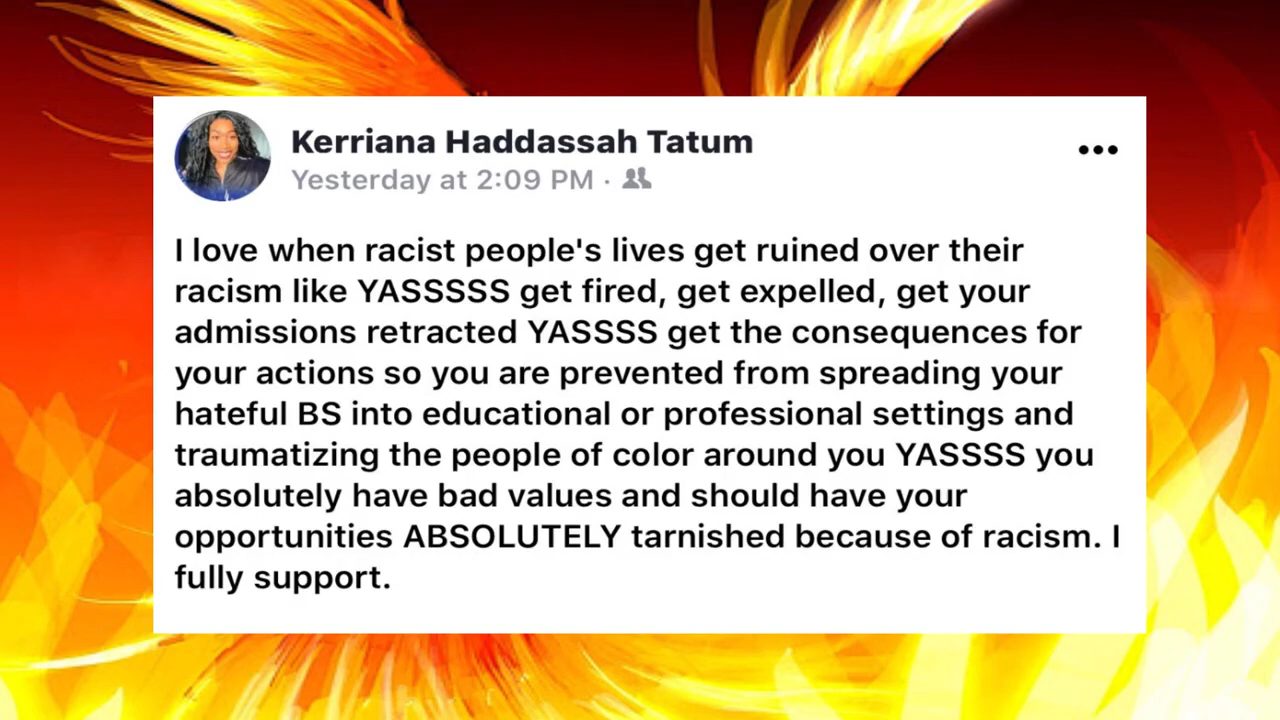 Kerriana Haddassah Tatum
Yesterday at 2:09 PM ·
I love when racist people's lives get ruined over their
racism like YASSSSS get fired, get expelled, get your
admissions retracted YASSSS get the consequences for
your actions so you are prevented from spreading your
hateful BS into educational or professional settings and
traumatizing the people of color around you YASSSS you
absolutely have bad values and should have your
opportunities ABSOLUTELY tarnished because of racism. I
fully support.